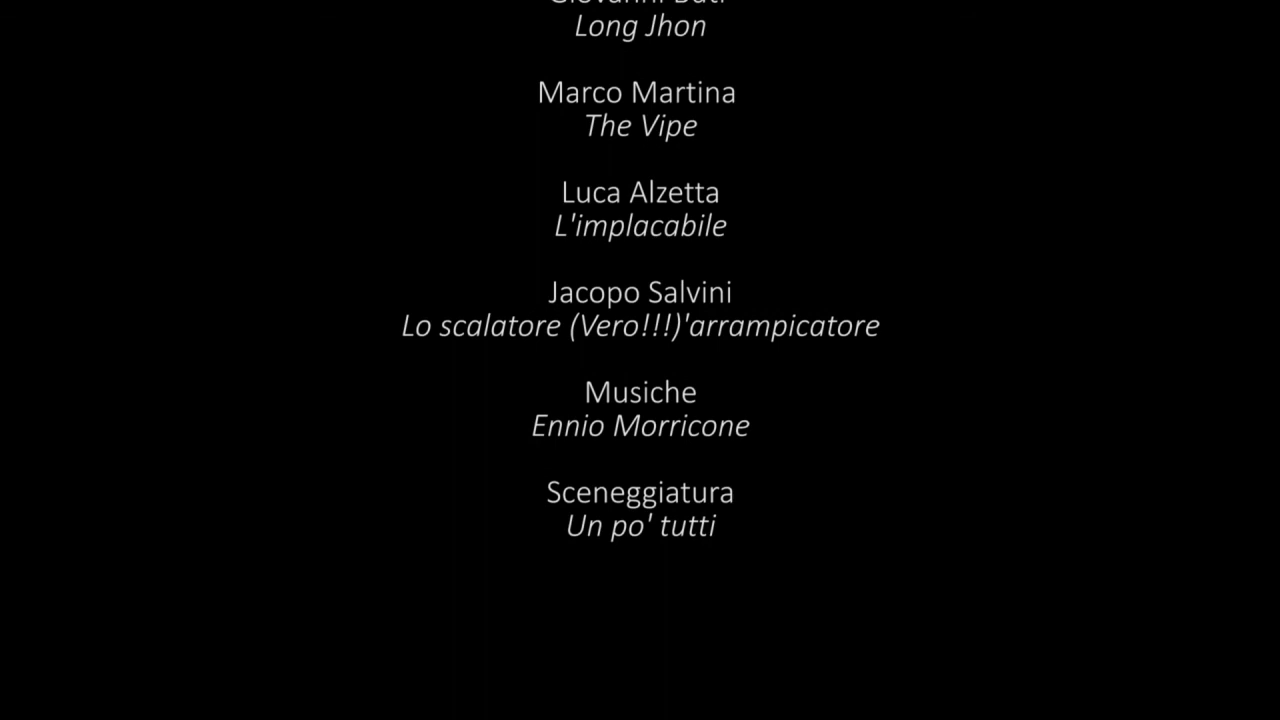 Giovanni
Long Jhon
Marco Martina
The Vipe
Luca Alzetta
L'implacabile
Jacopo Salvini
Lo scalatore (Vero!!!)'arrampicatore
Musiche
Ennio Morricone
Sceneggiatura
Un po' tutti